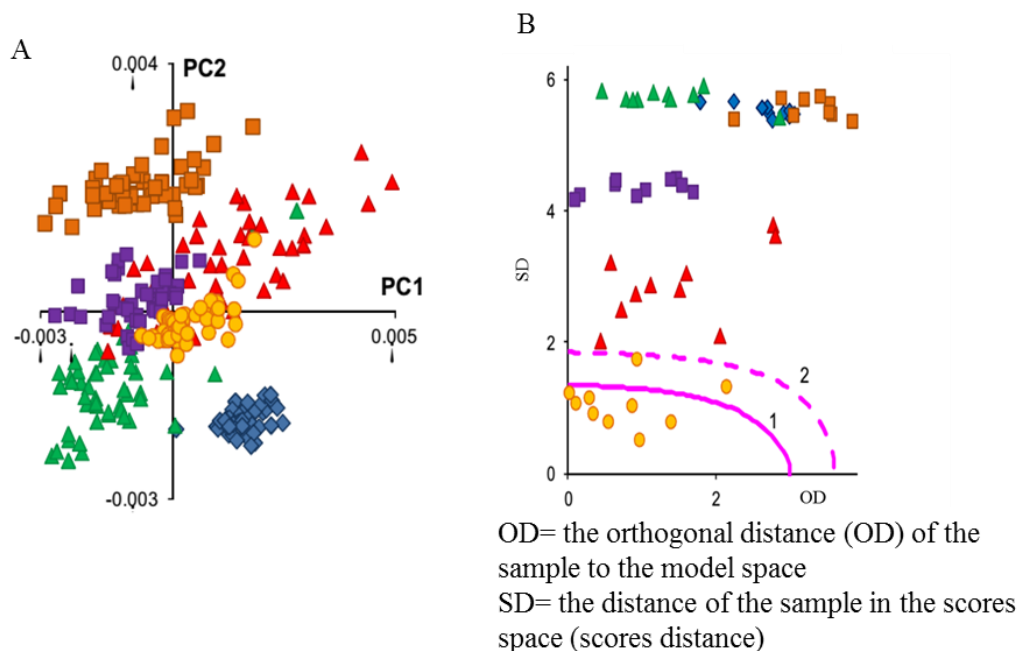 A
0.004
PC2
PC1
-0.003
0.005
-0.003
B
6
4
SD
2
2
1
0
0
2
OD
OD= the orthogonal distance (OD) of the
sample to the model space
SD= the distance of the sample in the scores
space (scores distance)